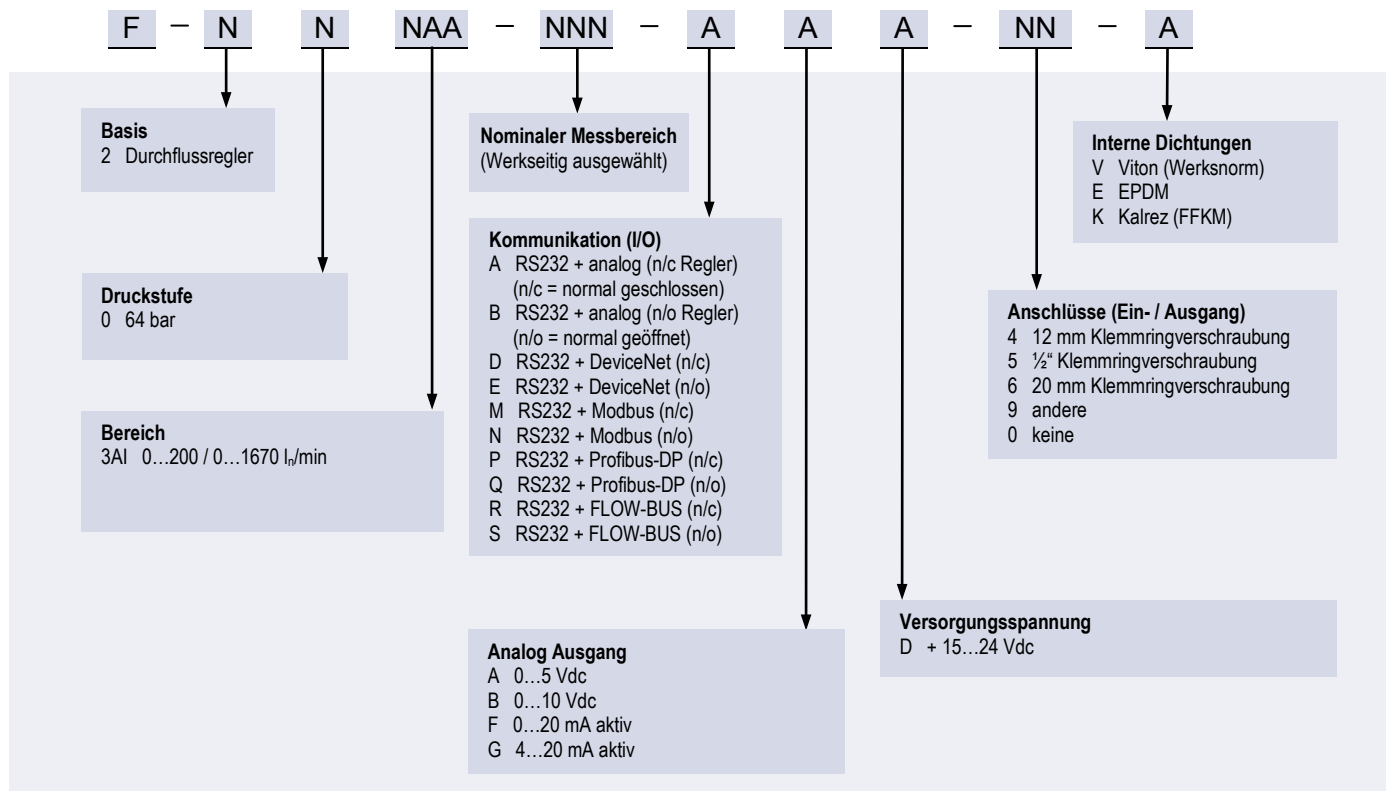 F – N N NAA – NNN – A A A – NN – A
Basis
2 Durchflussregler
Druckstufe
0 64 bar
Bereich
3AI 0…200 / 0…1670 lₙ/min
Nominaler Messbereich
(Werkseitig ausgewählt)
Kommunikation (I/O)
A RS232 + analog (n/c Regler)
(n/c = normal geschlossen)
B RS232 + analog (n/o Regler)
(n/o = normal geöffnet)
D RS232 + DeviceNet (n/c)
E RS232 + DeviceNet (n/o)
M RS232 + Modbus (n/c)
N RS232 + Modbus (n/o)
P RS232 + Profibus-DP (n/c)
Q RS232 + Profibus-DP (n/o)
R RS232 + FLOW-BUS (n/c)
S RS232 + FLOW-BUS (n/o)
Analog Ausgang
A 0…5 Vdc
B 0…10 Vdc
F 0…20 mA aktiv
G 4…20 mA aktiv
Versorgungsspannung
D + 15…24 Vdc
Anschlüsse (Ein- / Ausgang)
4 12 mm Klemmringverschraubung
5 ½“ Klemmringverschraubung
6 20 mm Klemmringverschraubung
9 andere
0 keine
Interne Dichtungen
V Viton (Werksnorm)
E EPDM
K Kalrez (FFKM)